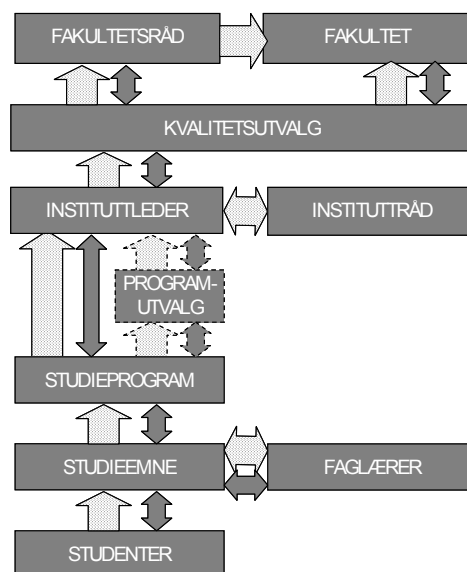 FAKULTETSRÅD
FAKULTET
KVALITETSUTVALG
INSTITUTTLEDER
INSTITUTTRÅD
PROGRAM-
UTVALG
STUDIEPROGRAM
STUDIEEMNE
FAGLÆRER
STUDENTER